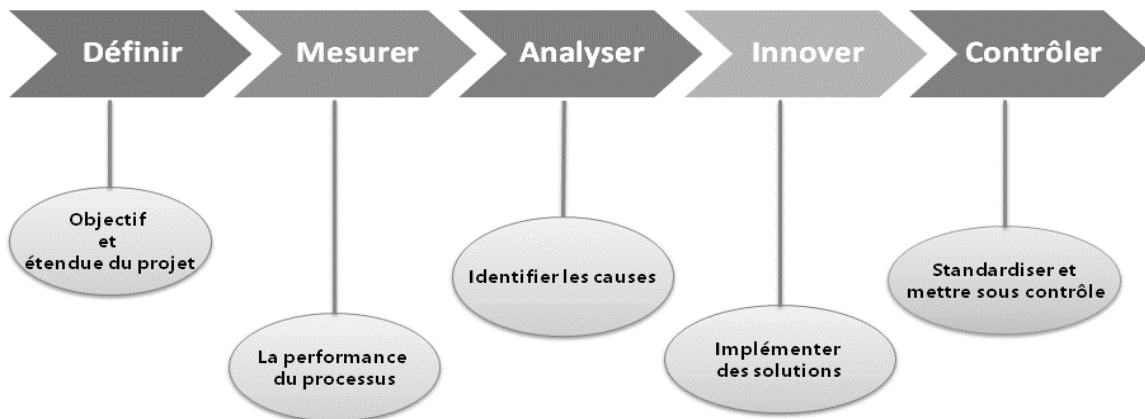 Définir
Mesurer
Analyser
Innover
Contrôler
Objectif
et
étendue du projet
La performance
du processus
Identifier les causes
Implémenter
des solutions
Standardiser et
mettre sous contrôle